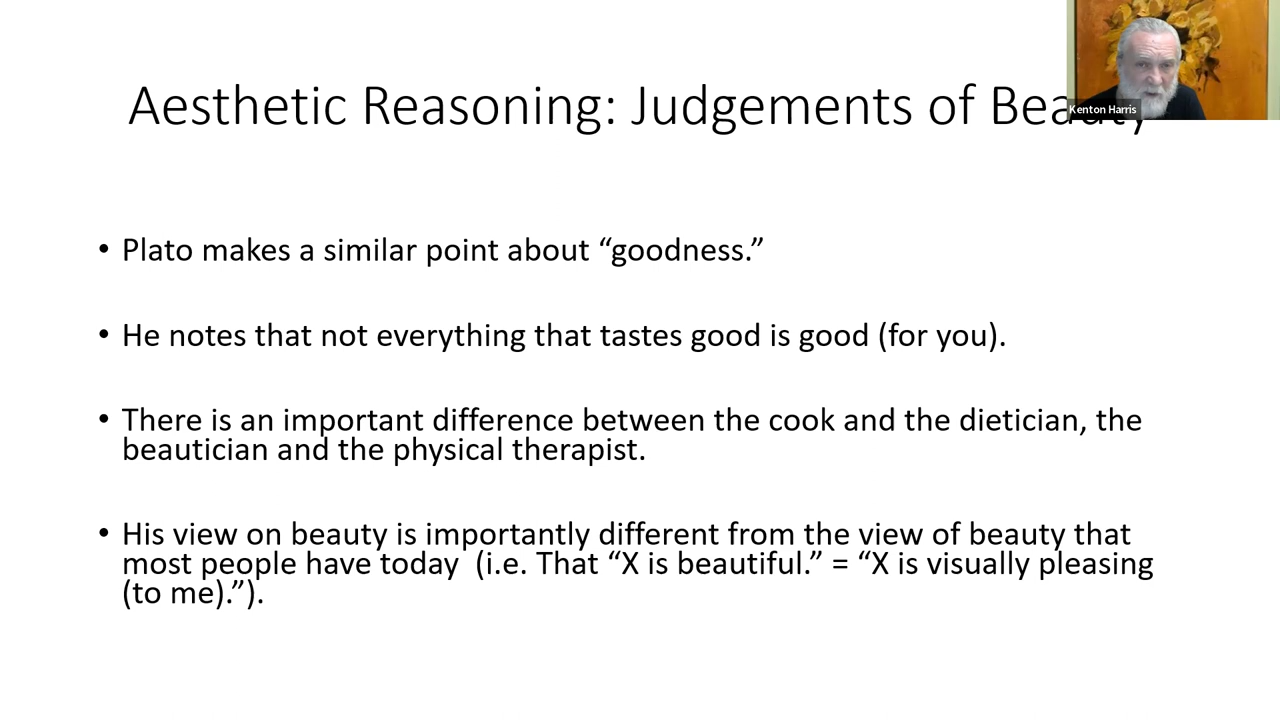 Aesthetic Reasoning: Judgements of Beauty
Kenton Harris
• Plato makes a similar point about “goodness.”
• He notes that not everything that tastes good is good (for you).
• There is an important difference between the cook and the dietician, the
beautician and the physical therapist.
• His view on beauty is importantly different from the view of beauty that
most people have today  (i.e. That “X is beautiful.” = “X is visually pleasing
(to me).”).